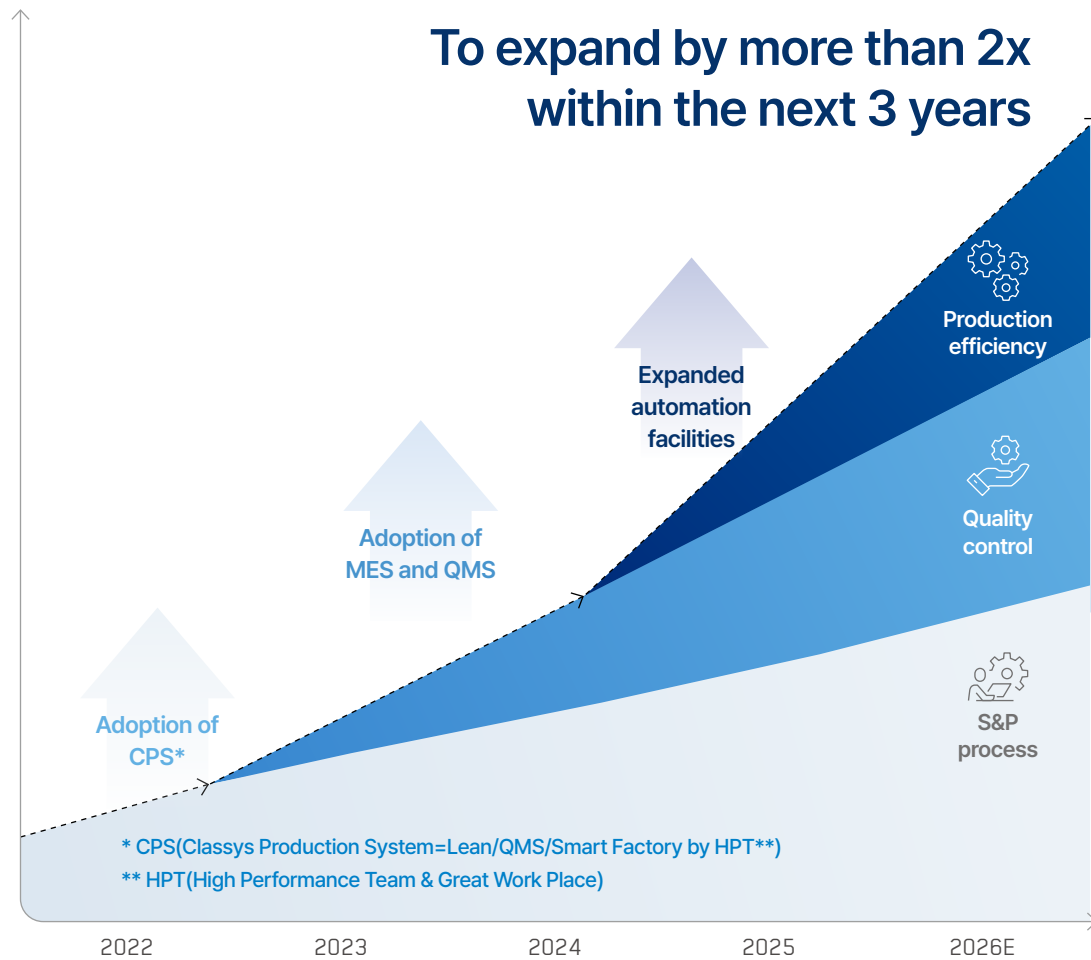 To expand by more than 2x
within the next 3 years
Production
efficiency
Expanded
automation
facilities
Quality
control
Adoption of
MES and QMS
S&P
process
Adoption of
CPS*
* CPS(Classys Production System=Lean/QMS/Smart Factory by HPT**)
** HPT(High Performance Team & Great Work Place)
2022
2023
2024
2025
2026E